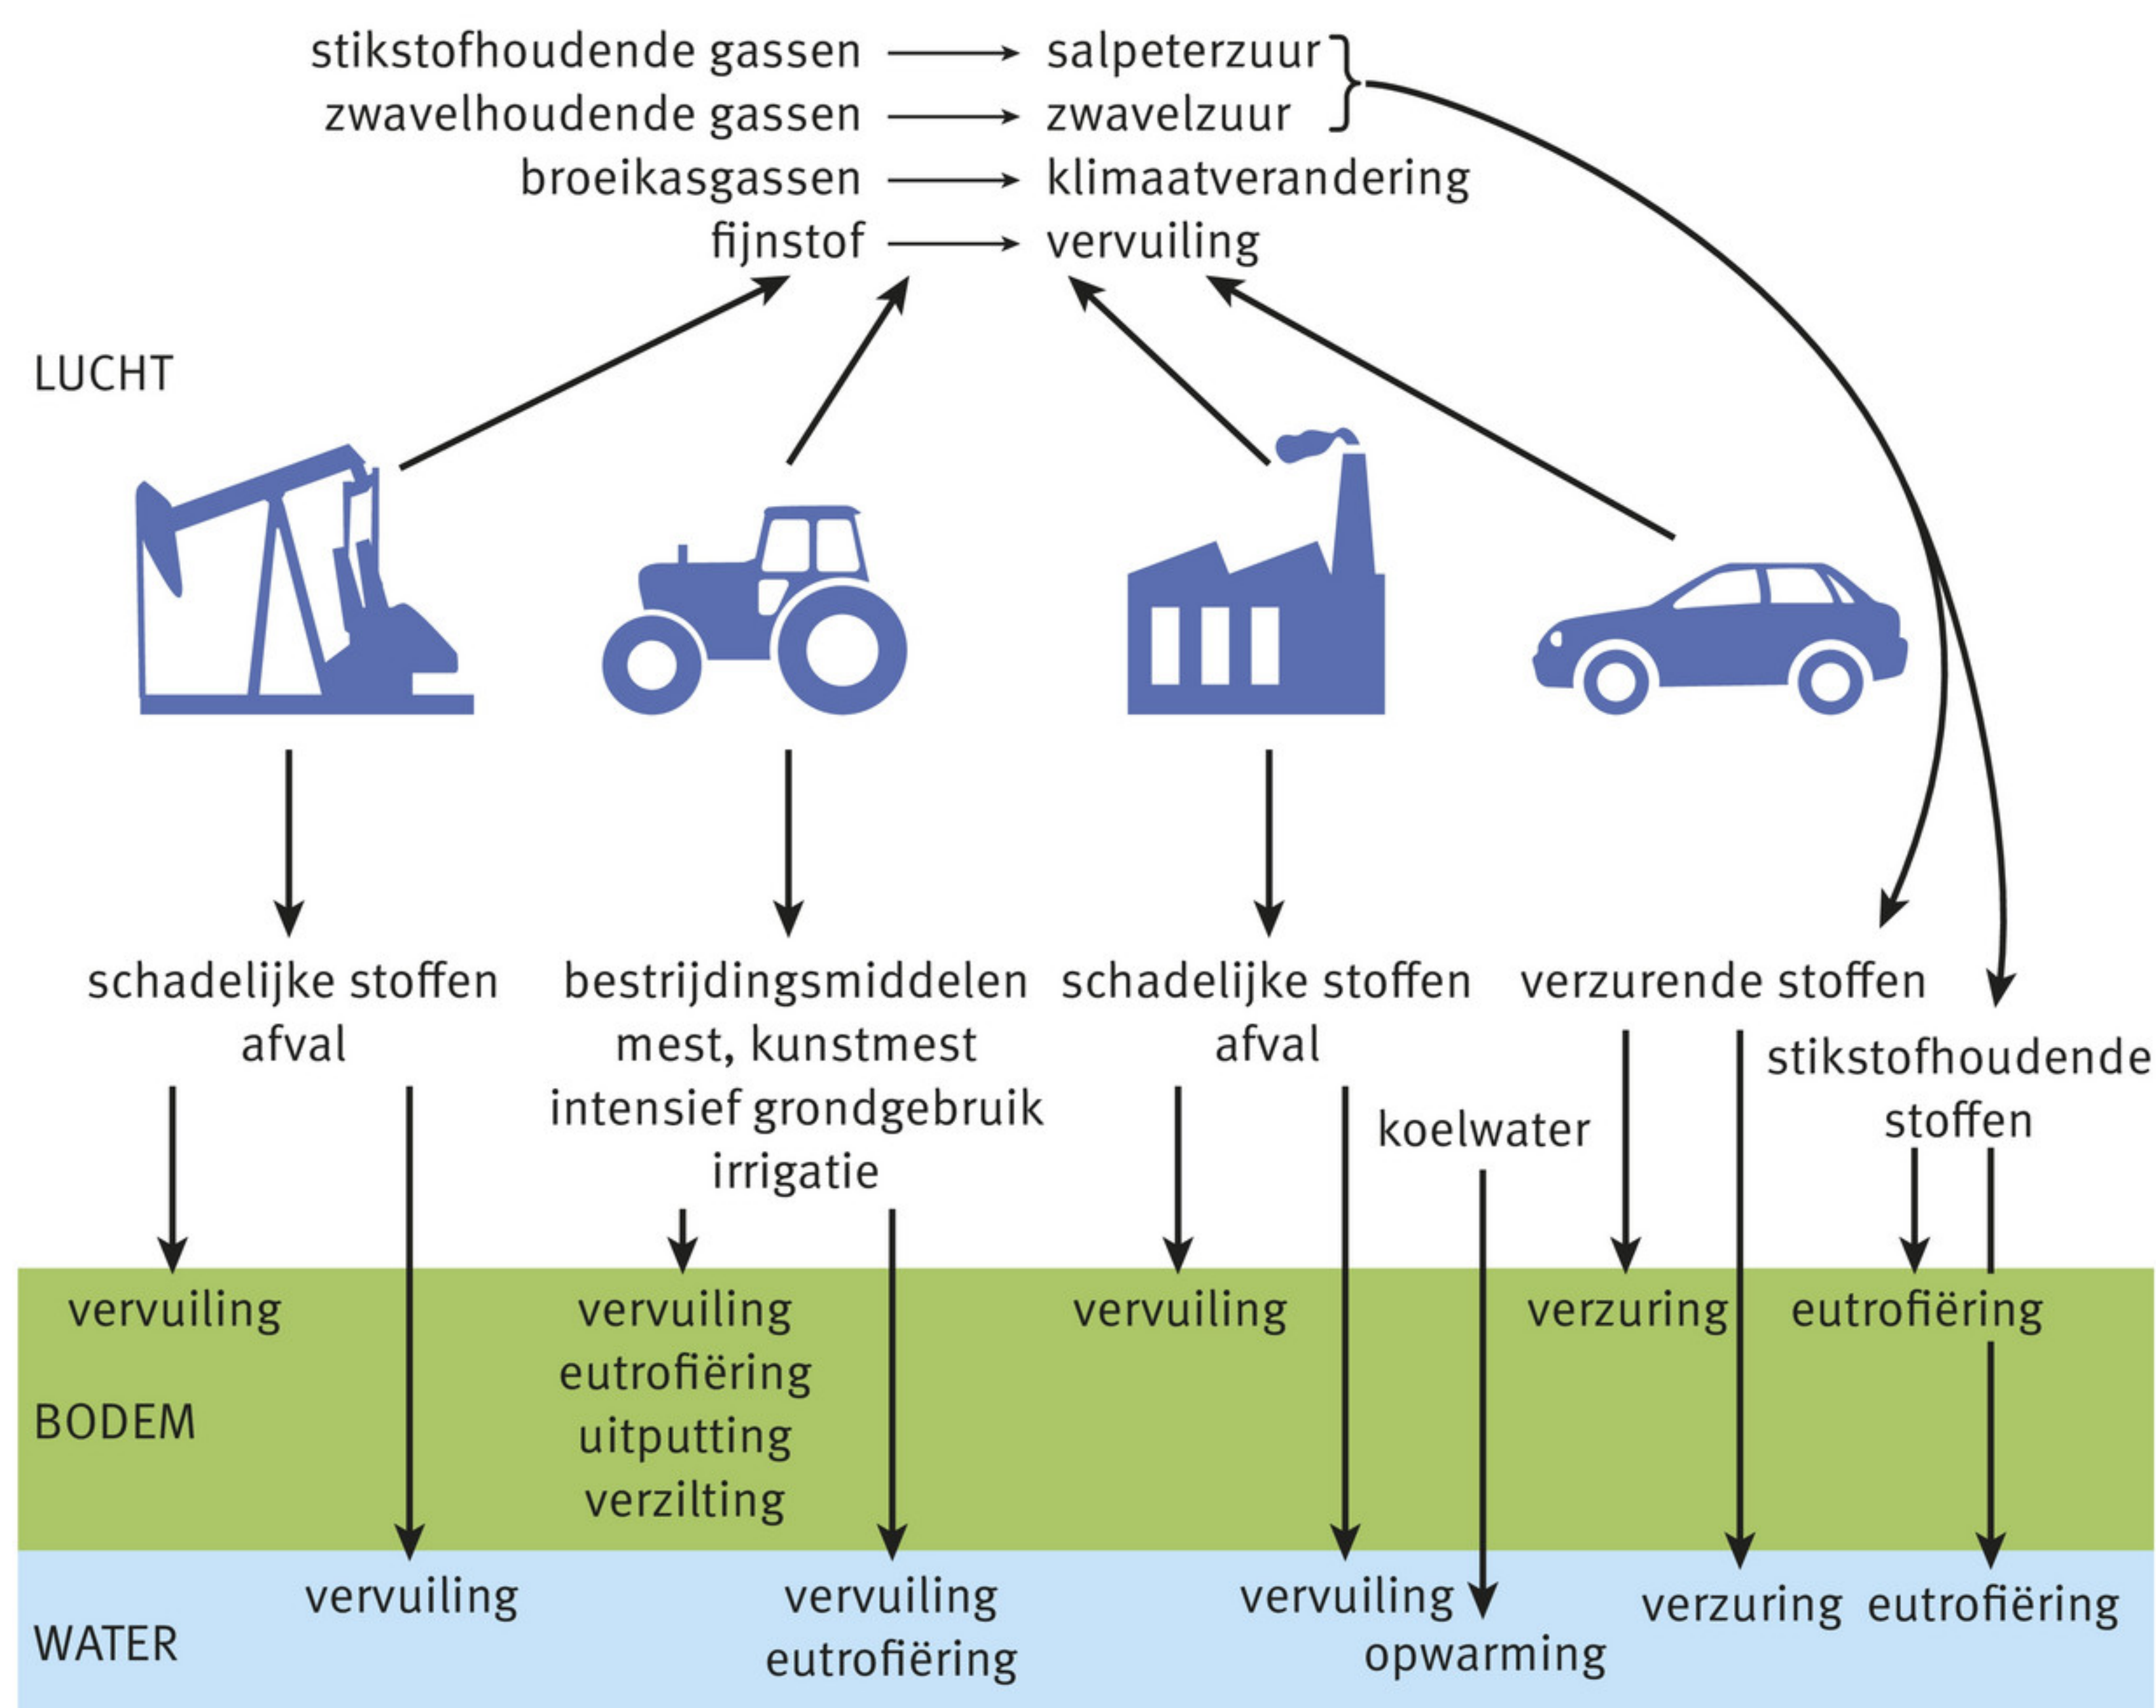 stikstofhoudende gassen → salpeterzuur
zwavelhoudende gassen → zwavelzuur
broeikasgassen → klimaatverandering
fijnstof → vervuiling
LUCHT
schadelijke stoffen
afval
bestrijdingsmiddelen
mest, kunstmest
intensief grondgebruik
irrigatie
schadelijke stoffen
afval
koelwater
verzurende stoffen
stikstofhoudende
stoffen
vervuiling
vervuiling
eutrofiëring
uitputting
verzilting
vervuiling
verzuring
eutrofiëring
BODEM
vervuiling
vervuiling
eutrofiëring
vervuiling
opwarming
verzuring
eutrofiëring
WATER